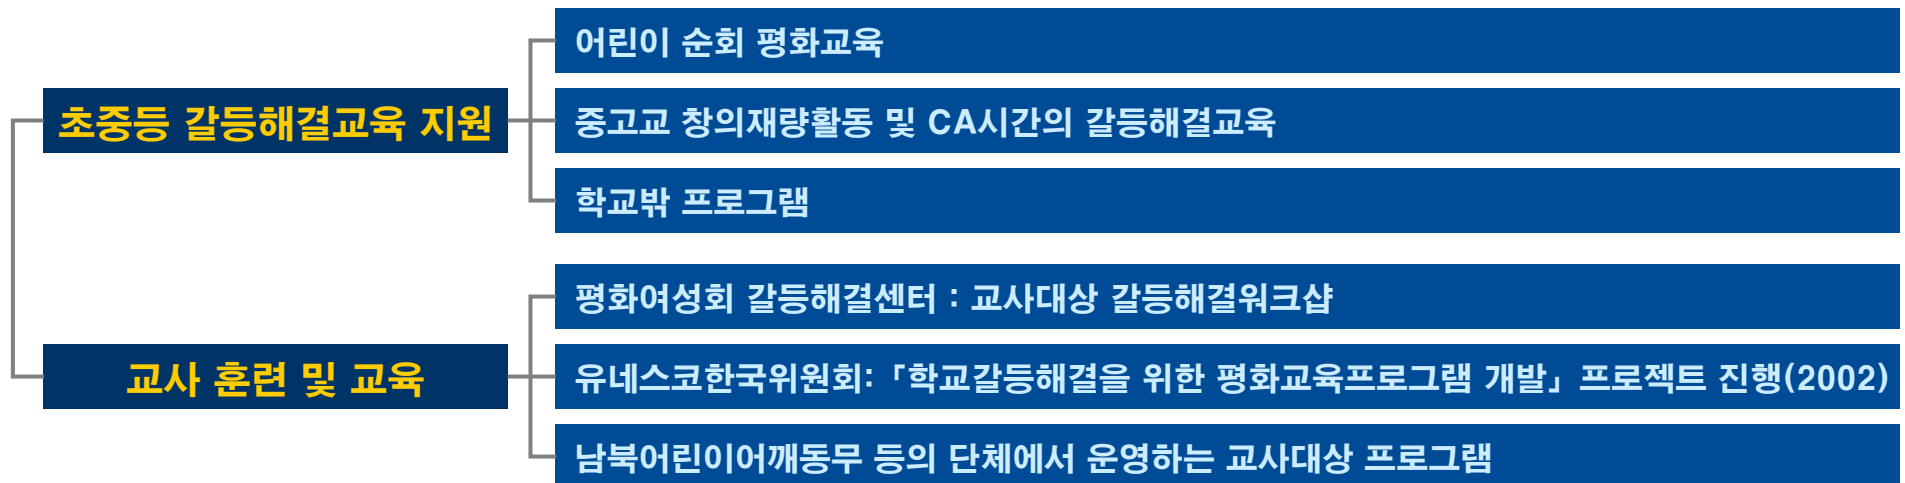 초중등 갈등해결교육 지원
어린이 순회 평화교육
중고교 창의재량활동 및 CA시간의 갈등해결교육
학교밖 프로그램
교사 훈련 및 교육
평화여성회 갈등해결센터 : 교사대상 갈등해결워크샵
유네스코한국위원회:「학교갈등해결을 위한 평화교육프로그램 개발」프로젝트 진행(2002)
남북어린이어깨동무 등의 단체에서 운영하는 교사대상 프로그램